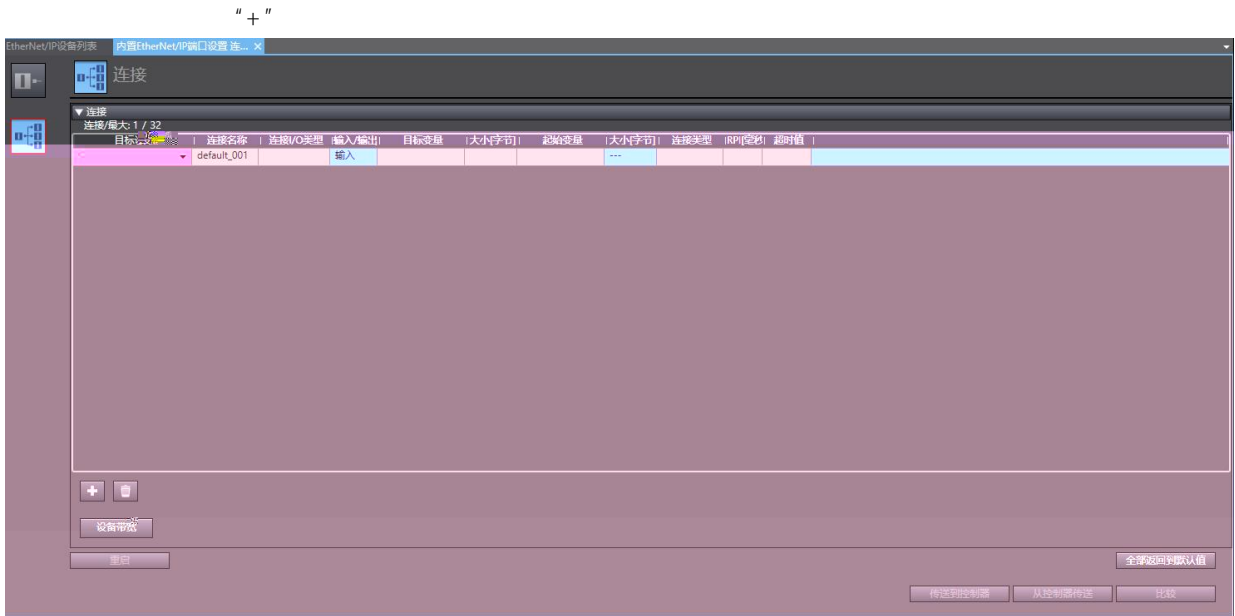 “+”
EtherNet/IP设备列表 内置EtherNet/IP端口设置 连... ×
连接
▼连接
连接/最大: 1 / 32
连接名称 连接I/O类型 输入/输出 目标变量 大小[字节] 起始变量 大小[字节] 连接类型 超时值
default_001 输入 ---
+
设备带宽
重启 全部返回到默认值
传送到控制器 从控制器传送 比较